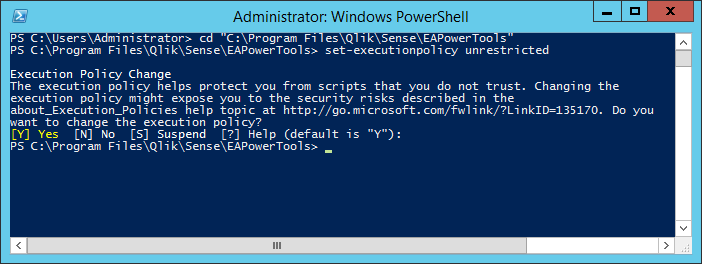 Administrator: Windows PowerShell
PS C:\Users\Administrator> cd "C:\Program Files\Qlik\Sense\EAPowerTools"
PS C:\Program Files\Qlik\Sense\EAPowerTools> set-executionpolicy unrestricted
Execution Policy Change
The execution policy helps protect you from scripts that you do not trust. Changing the
execution policy might expose you to the security risks described in the
about_Execution_Policies help topic at http://go.microsoft.com/fwlink/?LinkID=135170. Do you
want to change the execution policy?
[Y] Yes  [N] No  [S] Suspend  [?] Help (default is "Y"):
PS C:\Program Files\Qlik\Sense\EAPowerTools>